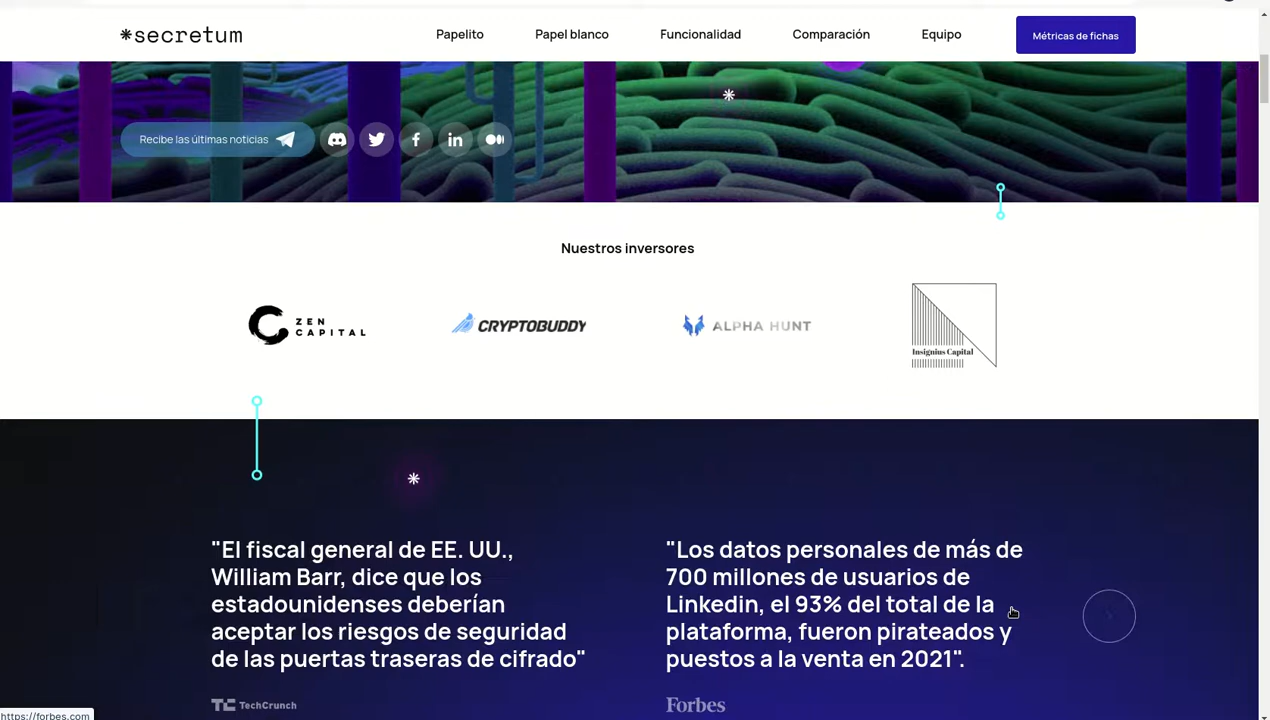 *secretum
Papelito
Papel blanco
Funcionalidad
Comparación
Equipo
Métricas de fichas
Recibe las últimas noticias
Nuestros inversores
ZEN
CAPITAL
CRYPTOBUDDY
ALPHA HUNT
Insignius Capital
"El fiscal general de EE. UU.,
William Barr, dice que los
estadounidenses deberían
aceptar los riesgos de seguridad
de las puertas traseras de cifrado"
TechCrunch
"Los datos personales de más de
700 millones de usuarios de
Linkedin, el 93% del total de la
plataforma, fueron pirateados y
puestos a la venta en 2021".
Forbes
https://forbes.com